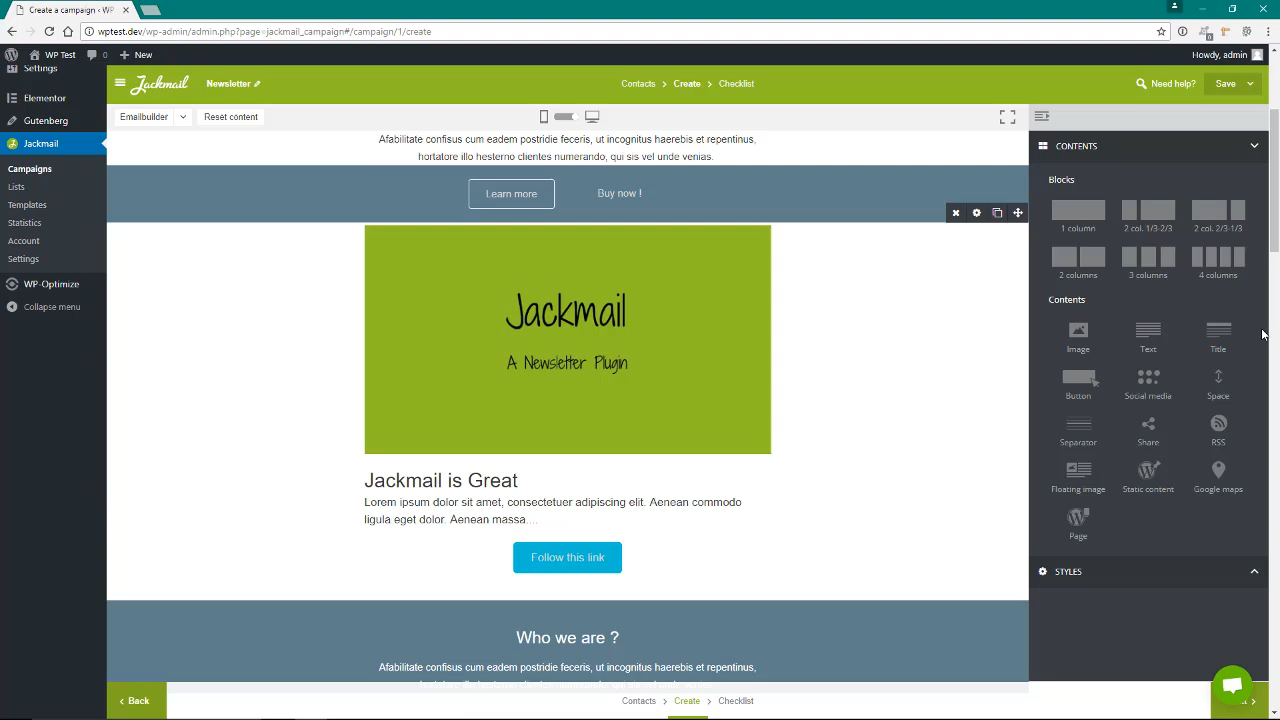 Create a campaign ‹ WP Test
wptest.dev/wp-admin/admin.php?page=jackmail_campaign#/campaign/1/create
WP Test
0
New
Howdy, admin
Settings
Elementor
Gutenberg
Jackmail
Campaigns
Lists
Templates
Statistics
Account
Settings
WP-Optimize
Collapse menu
Jackmail
Newsletter
Contacts
Create
Checklist
Need help?
Save
Emailbuilder
Reset content
Afabilitate confisus cum eadem postridie feceris, ut incognitus haerebis et repentinus,
hortatore illo hesterno clientes numerando, qui sis vel unde venias.
Learn more
Buy now !
Jackmail
A Newsletter Plugin
Jackmail is Great
Lorem ipsum dolor sit amet, consectetuer adipiscing elit. Aenean commodo
ligula eget dolor. Aenean massa....
Follow this link
Who we are ?
Afabilitate confisus cum eadem postridie feceris, ut incognitus haerebis et repentinus,
CONTENTS
Blocks
1 column
2 col. 1/3-2/3
2 col. 2/3-1/3
2 columns
3 columns
4 columns
Contents
Image
Text
Title
Button
Social media
Space
Separator
Share
RSS
Floating image
Static content
Google maps
Page
STYLES
Back
Contacts
Create
Checklist